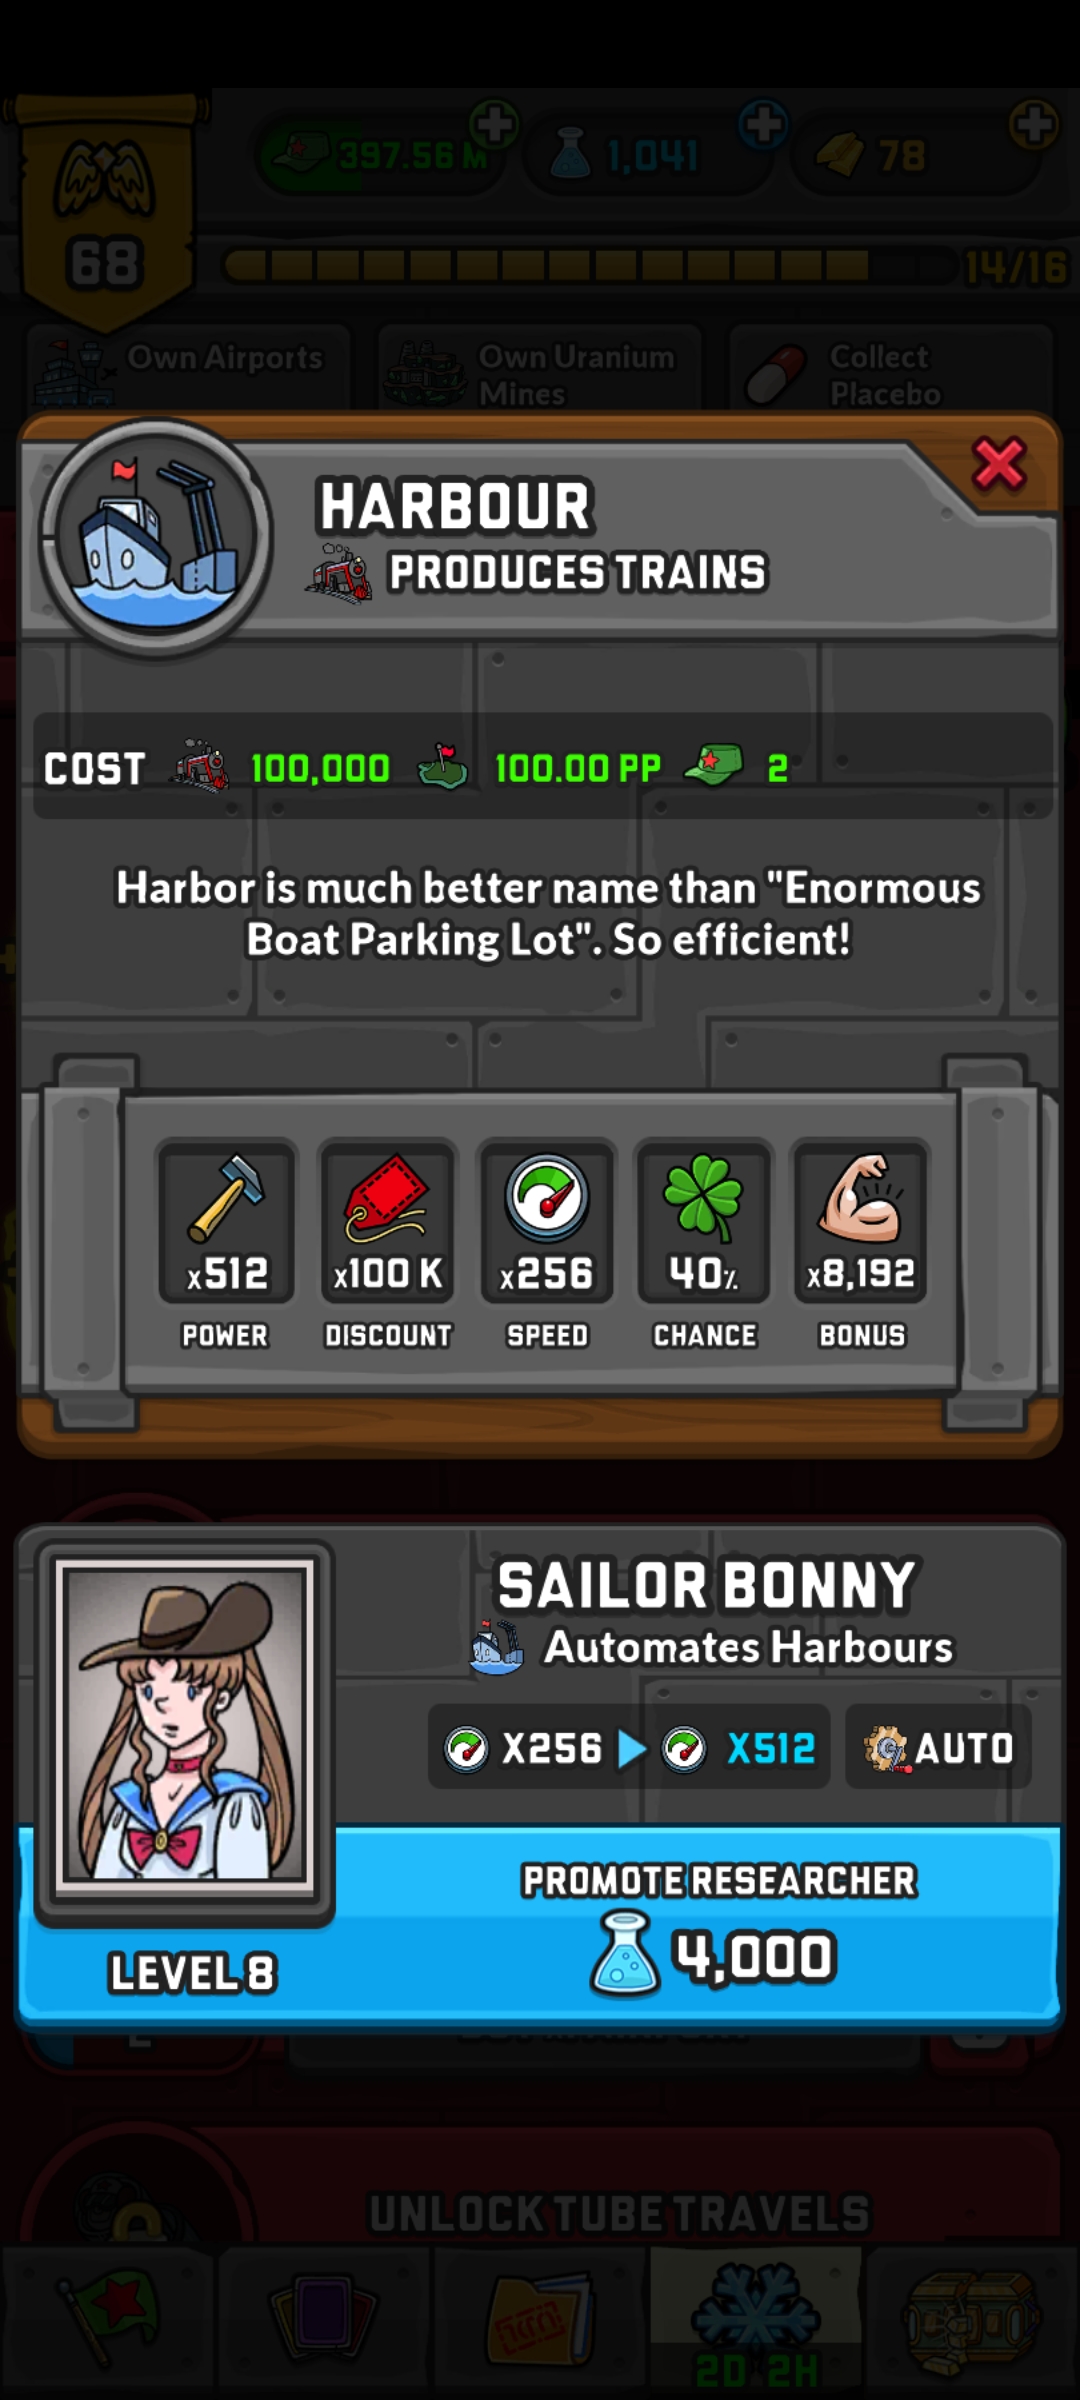 397.56 M
1,041
78
68
14/16
Own Airports
Own Uranium Mines
Collect Placebo
HARBOUR
PRODUCES TRAINS
COST 100,000 100.00 PP 2
Harbor is much better name than "Enormous
Boat Parking Lot". So efficient!
x512 x100 K x256 40% x8,192
POWER DISCOUNT SPEED CHANCE BONUS
SAILOR BONNY
Automates Harbours
X256 X512 AUTO
PROMOTE RESEARCHER
LEVEL 8
4,000
UNLOCK TUBE TRAVELS
2D 2H